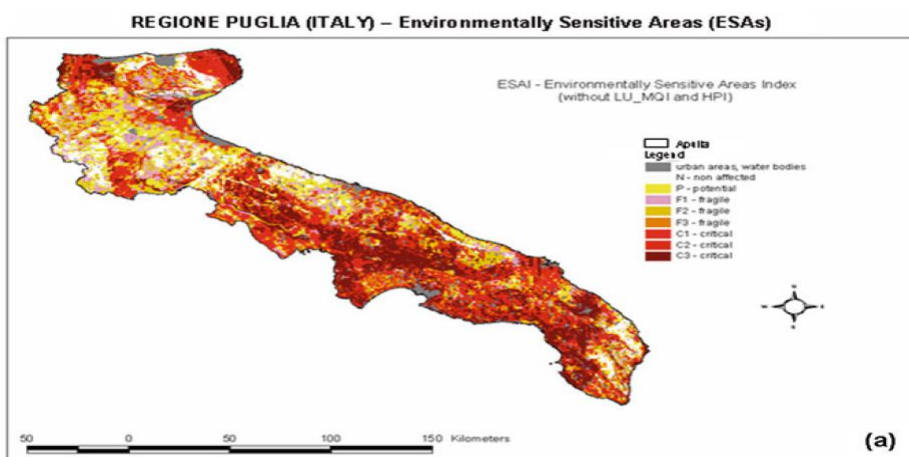 REGIONE PUGLIA (ITALY) – Environmentally Sensitive Areas (ESAs)
ESAI - Environmentally Sensitive Areas Index
(without LU_MQI and HPI)
Apulia
Legend
urban areas, water bodies
N - non affected
P - potential
F1 - fragile
F2 - fragile
F3 - fragile
C1 - critical
C2 - critical
C3 - critical
N
W E
S
50 0 50 100 150 Kilometers
(a)